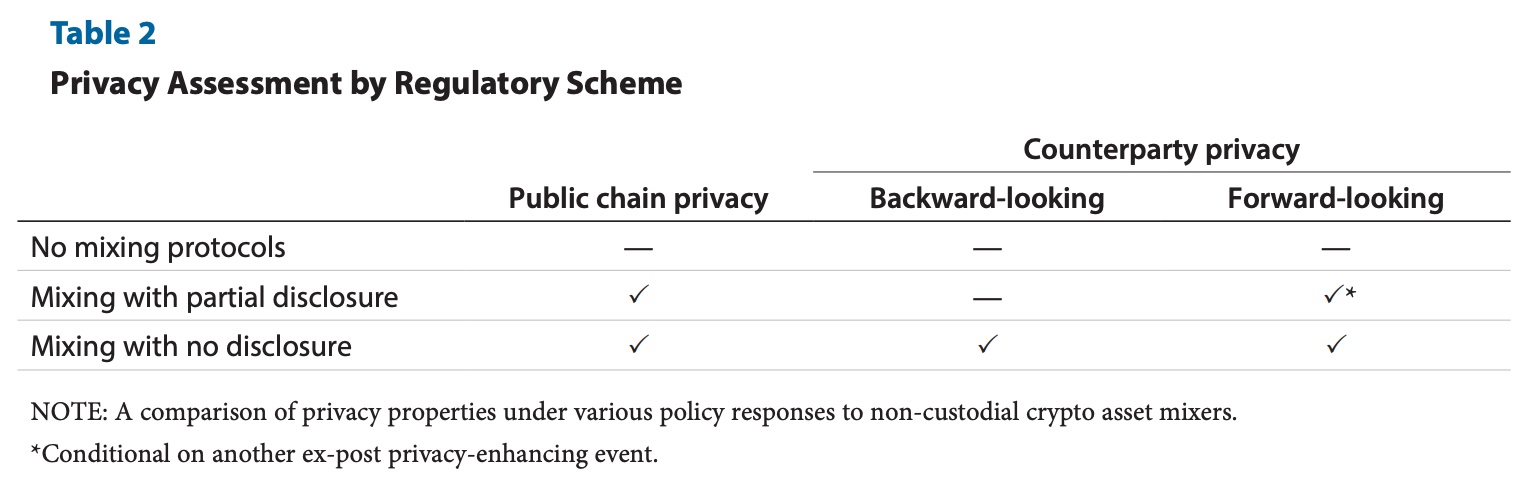 Table 2
Privacy Assessment by Regulatory Scheme
Counterparty privacy
Public chain privacy Backward-looking Forward-looking
No mixing protocols — — —
Mixing with partial disclosure ✓ — ✓*
Mixing with no disclosure ✓ ✓ ✓
NOTE: A comparison of privacy properties under various policy responses to non-custodial crypto asset mixers.
*Conditional on another ex-post privacy-enhancing event.